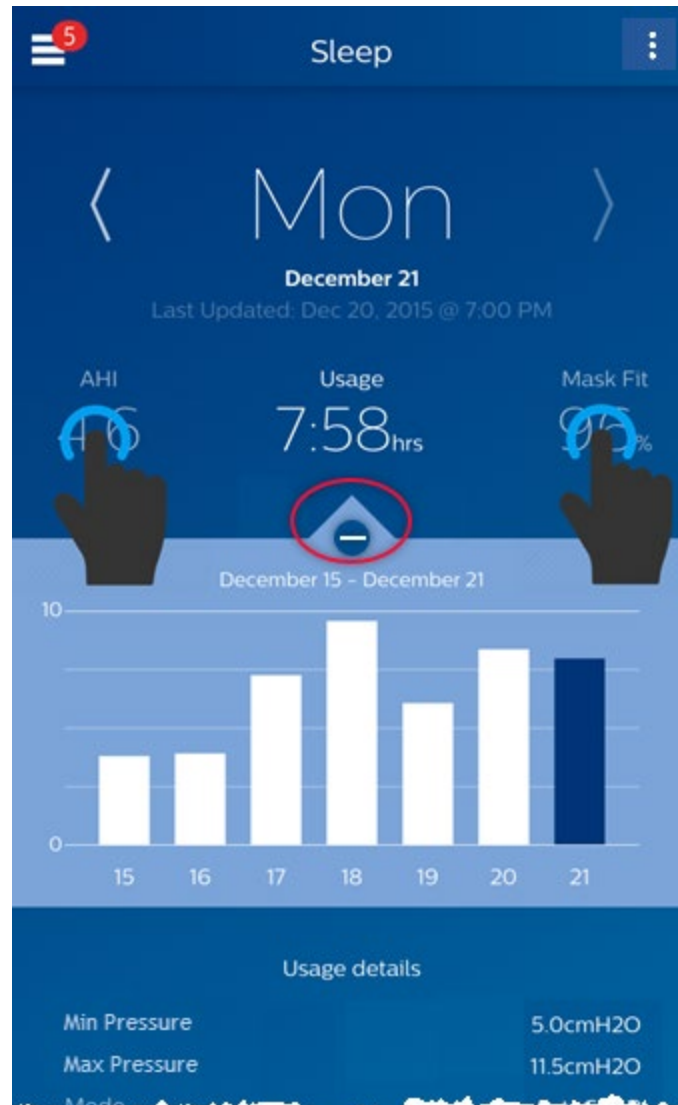 5
Sleep
Mon
December 21
Last Updated: Dec 20, 2015 @ 7:00 PM
AHI Usage Mask Fit
7:58hrs %
December 15 - December 21
10
0
15 16 17 18 19 20 21
Usage details
Min Pressure 5.0cmH2O
Max Pressure 11.5cmH2O